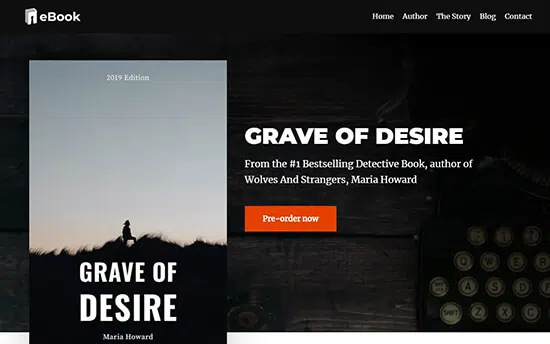 eBook
Home Author The Story Blog Contact
2019 Edition
GRAVE OF
DESIRE
Maria Howard
GRAVE OF DESIRE
From the #1 Bestselling Detective Book, author of
Wolves And Strangers, Maria Howard
Pre-order now
Q W E
A S D
SHIFT Z X C